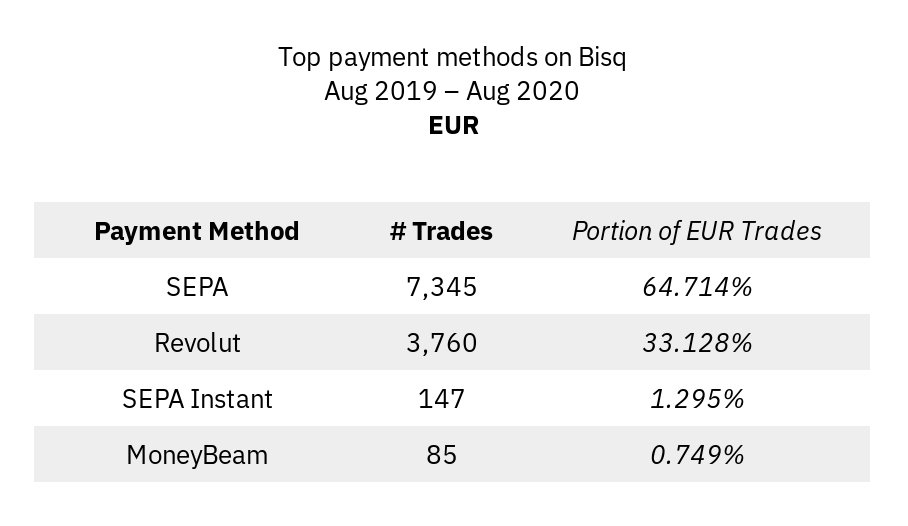 Top payment methods on Bisq
Aug 2019 – Aug 2020
EUR
Payment Method # Trades Portion of EUR Trades
SEPA 7,345 64.714%
Revolut 3,760 33.128%
SEPA Instant 147 1.295%
MoneyBeam 85 0.749%